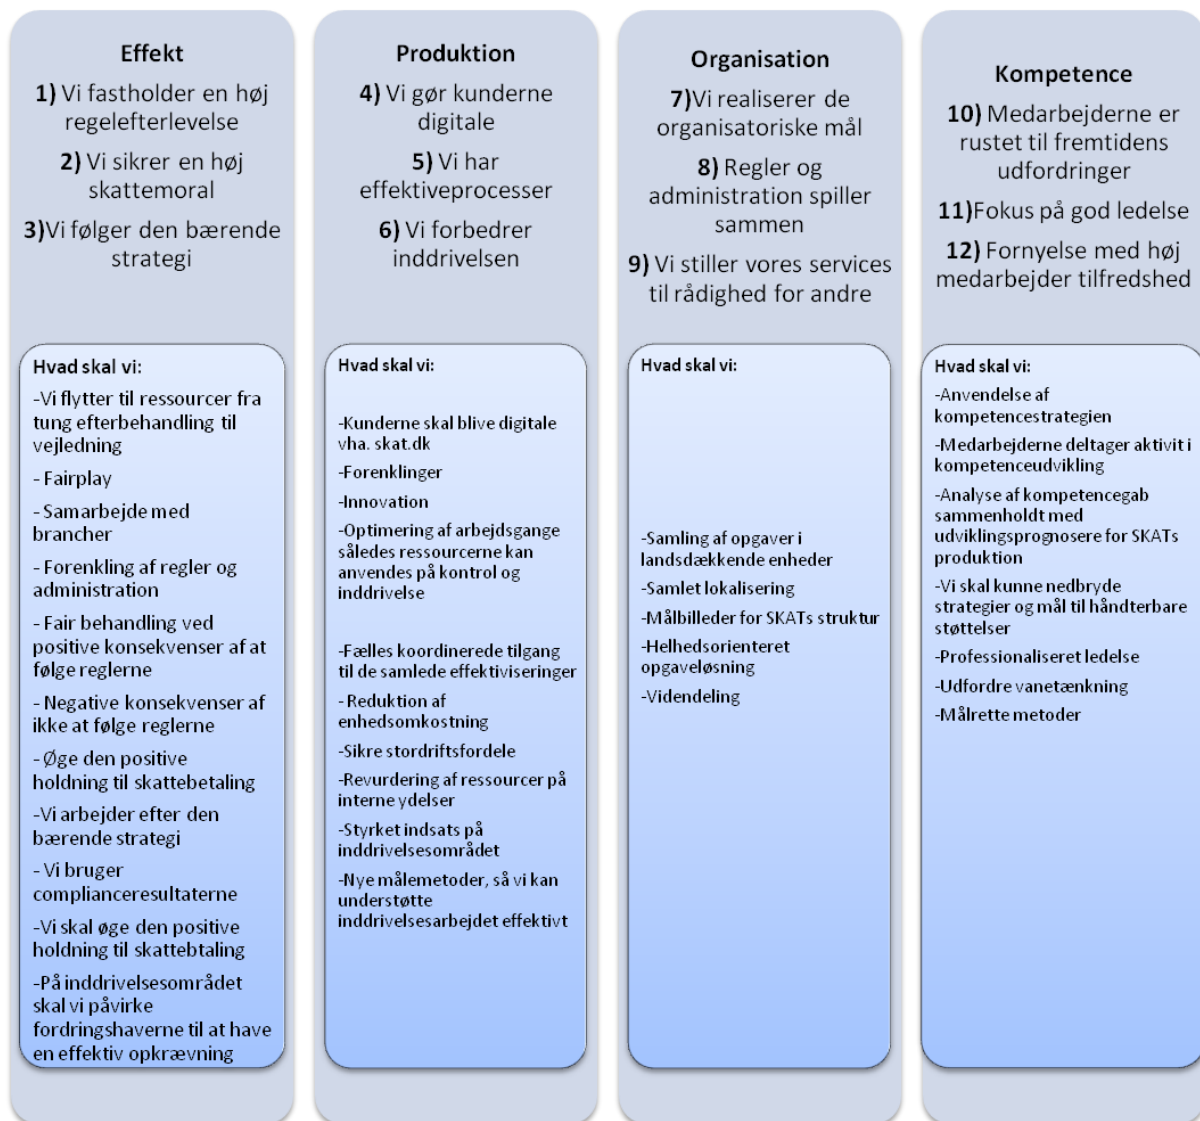 Effekt
1) Vi fastholder en høj
regelefterlevelse
2) Vi sikrer en høj
skattemoral
3)Vi følger den bærende
strategi
Hvad skal vi:
-Vi flytter til ressourcer fra
tung efterbehandling til
vejledning
- Fairplay
- Samarbejde med
brancher
- Forenkling af regler og
administration
- Fair behandling ved
positive konsekvenser af at
følge reglerne
- Negative konsekvenser af
ikke at følge reglerne
- Øge den positive
holdning til skattebetaling
-Vi arbejder efter den
bærende strategi
- Vi bruger
complianceresultaterne
-Vi skal øge den positive
holdning til skattebtaling
-På inddrivelsesområdet
skal vi påvirke
fordringshaverne til at have
en effektiv opkrævning
Produktion
4) Vi gør kunderne
digitale
5) Vi har
effektiveprocesser
6) Vi forbedrer
inddrivelsen
Hvad skal vi:
-Kunderne skal blive digitale
vha. skat.dk
-Forenklinger
-Innovation
-Optimering af arbejdsgange
således ressourcerne kan
anvendes på kontrol og
inddrivelse
-Fælles koordinerede tilgang
til de samlede effektiviseringer
-Reduktion af
enhedsomkostning
-Sikre stordriftsfordele
-Revurdering af ressourcer på
interne ydelser
-Styrket indsats på
inddrivelsesområdet
-Nye målemetoder, så vi kan
understøtte
inddrivelsesarbejdet effektivt
Organisation
7)Vi realiserer de
organisatoriske mål
8) Regler og
administration spiller
sammen
9) Vi stiller vores services
til rådighed for andre
Hvad skal vi:
-Samling af opgaver i
landsdækkende enheder
-Samlet lokalisering
-Målbilleder for SKATs struktur
-Helhedsorienteret
opgaveløsning
-Videndeling
Kompetence
10) Medarbejderne er
rustet til fremtidens
udfordringer
11)Fokus på god ledelse
12) Fornyelse med høj
medarbejder tilfredshed
Hvad skal vi:
-Anvendelse af
kompetencestrategien
-Medarbejderne deltager aktivit i
kompetenceudvikling
-Analyse af kompetencegab
sammenholdt med
udviklingsprognosere for SKATs
produktion
-Vi skal kunne nedbryde
strategier og mål til håndterbare
støttelser
-Professionaliseret ledelse
-Udfordre vanetænkning
-Målrette metoder